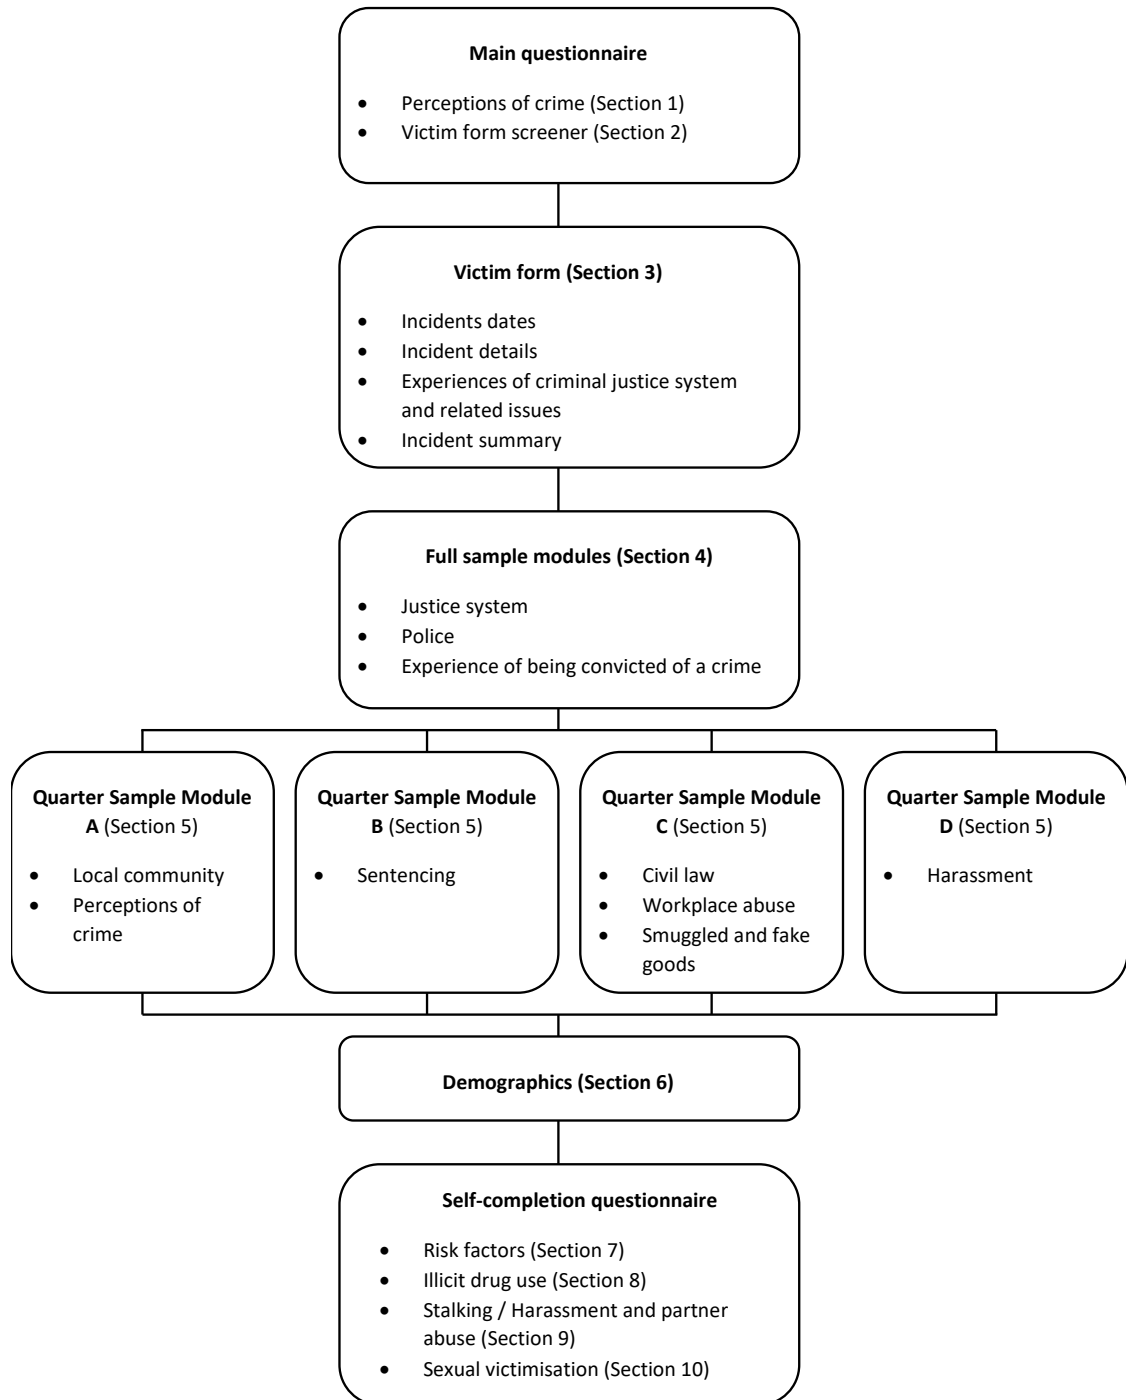 Main questionnaire
• Perceptions of crime (Section 1)
• Victim form screener (Section 2)
Victim form (Section 3)
• Incidents dates
• Incident details
• Experiences of criminal justice system
and related issues
• Incident summary
Full sample modules (Section 4)
• Justice system
• Police
• Experience of being convicted of a crime
Quarter Sample Module
A (Section 5)
• Local community
• Perceptions of
crime
Quarter Sample Module
B (Section 5)
• Sentencing
Quarter Sample Module
C (Section 5)
• Civil law
• Workplace abuse
• Smuggled and fake
goods
Quarter Sample Module
D (Section 5)
• Harassment
Demographics (Section 6)
Self-completion questionnaire
• Risk factors (Section 7)
• Illicit drug use (Section 8)
• Stalking / Harassment and partner
abuse (Section 9)
• Sexual victimisation (Section 10)